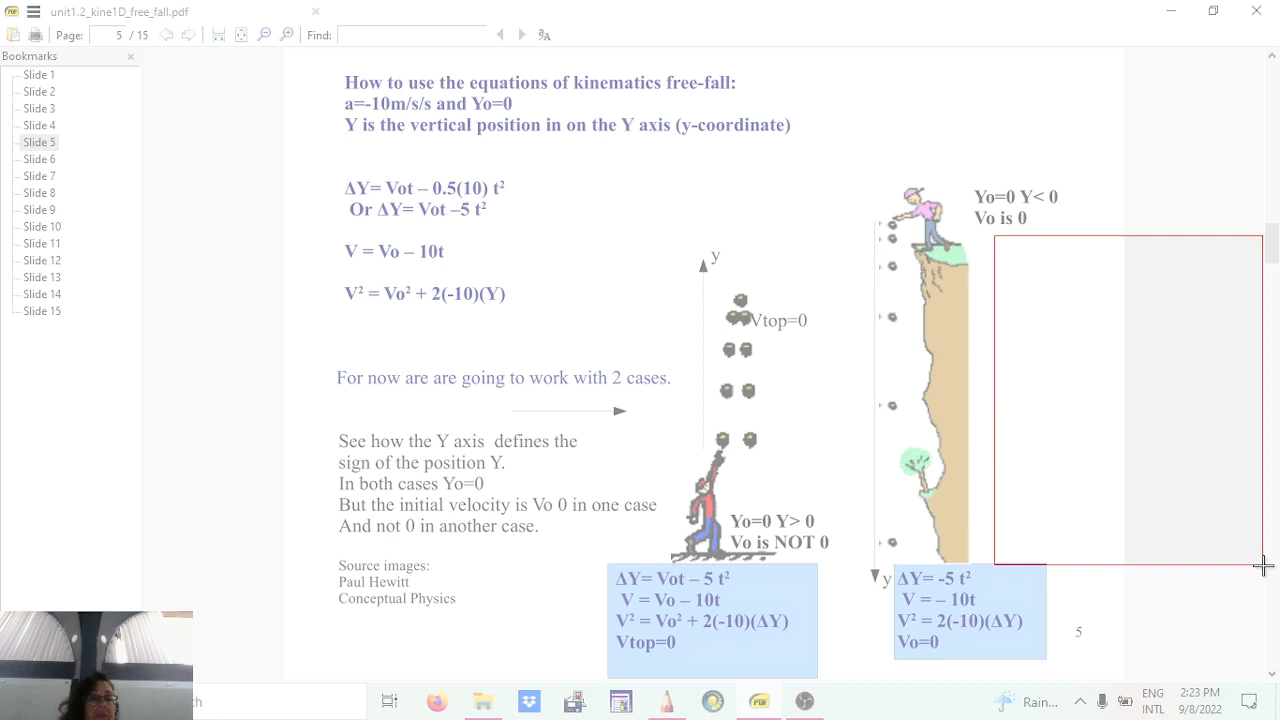 PDF unit1.2_kine1D_free_fall.pdf
Page: 5 / 15 Find:
Bookmarks
Slide 1
Slide 2
Slide 3
Slide 4
Slide 5
Slide 6
Slide 7
Slide 8
Slide 9
Slide 10
Slide 11
Slide 12
Slide 13
Slide 14
Slide 15
How to use the equations of kinematics free-fall:
a=-10m/s/s and Yo=0
Y is the vertical position in on the Y axis (y-coordinate)
ΔY= Vot – 0.5(10) t²
Or ΔY= Vot –5 t²
V = Vo – 10t
V² = Vo² + 2(-10)(Y)
For now are are going to work with 2 cases.
See how the Y axis defines the
sign of the position Y.
In both cases Yo=0
But the initial velocity is Vo 0 in one case
And not 0 in another case.
Source images:
Paul Hewitt
Conceptual Physics
y
Vtop=0
Yo=0 Y> 0
Vo is NOT 0
ΔY= Vot – 5 t²
V = Vo – 10t
V² = Vo² + 2(-10)(ΔY)
Vtop=0
Yo=0 Y< 0
Vo is 0
y
ΔY= -5 t²
V = – 10t
V² = 2(-10)(ΔY)
Vo=0
5
PDF
Rain...
ENG
INTL
2:23 PM
9/8/2022